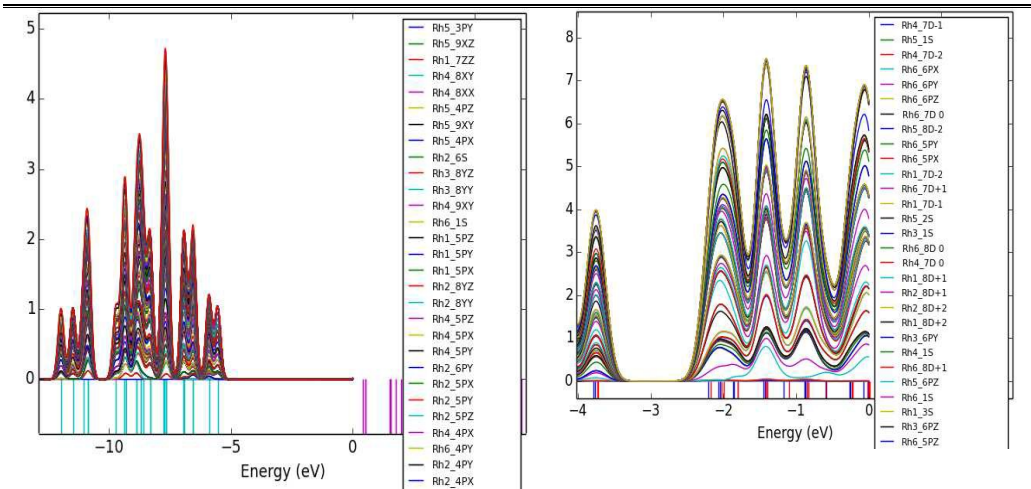 5
4
3
2
1
0
−10
−5
0
Energy (eV)
Rh5_3PY
Rh5_9XZ
Rh1_7ZZ
Rh4_8XY
Rh4_8XX
Rh5_4PZ
Rh5_9XY
Rh5_4PX
Rh2_6S
Rh3_8YZ
Rh3_8YY
Rh4_9XY
Rh6_1S
Rh1_5PZ
Rh1_5PY
Rh1_5PX
Rh2_8YZ
Rh2_8YY
Rh4_5PZ
Rh4_5PX
Rh4_5PY
Rh2_6PY
Rh2_5PX
Rh2_5PY
Rh2_5PZ
Rh4_4PX
Rh6_4PY
Rh2_4PY
Rh2_4PX
8
7
6
5
4
3
2
1
0
−4
−3
−2
−1
0
Energy (eV)
Rh4_7D-1
Rh5_1S
Rh4_7D-2
Rh6_6PX
Rh6_6PY
Rh6_6PZ
Rh6_7D 0
Rh5_8D-2
Rh6_5PY
Rh6_5PX
Rh1_7D-2
Rh6_7D+1
Rh1_7D-1
Rh5_2S
Rh3_1S
Rh6_8D 0
Rh4_7D 0
Rh1_8D+1
Rh2_8D+1
Rh2_8D+2
Rh1_8D+2
Rh3_6PY
Rh4_1S
Rh6_8D+1
Rh5_6PZ
Rh6_1S
Rh1_3S
Rh3_6PZ
Rh6_5PZ